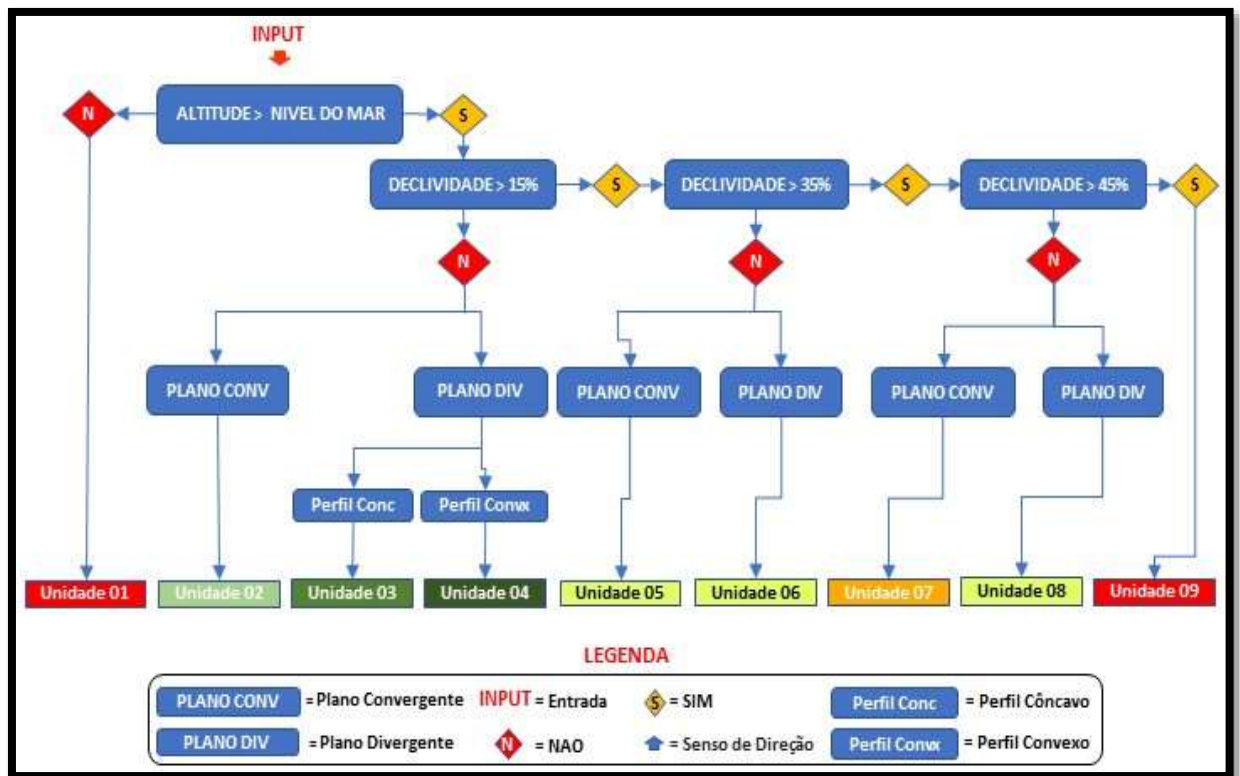 INPUT
N
ALTITUDE > NIVEL DO MAR
S
DECLIVIDADE > 15%
S
DECLIVIDADE > 35%
S
DECLIVIDADE > 45%
S
N
N
N
PLANO CONV
PLANO DIV
PLANO CONV
PLANO DIV
PLANO CONV
PLANO DIV
Perfil Conc
Perfil Convx
Unidade 01
Unidade 02
Unidade 03
Unidade 04
Unidade 05
Unidade 06
Unidade 07
Unidade 08
Unidade 09
LEGENDA
PLANO CONV = Plano Convergente
INPUT = Entrada
S = SIM
Perfil Conc = Perfil Côncavo
PLANO DIV = Plano Divergente
N = NAO
= Senso de Direção
Perfil Convx = Perfil Convexo